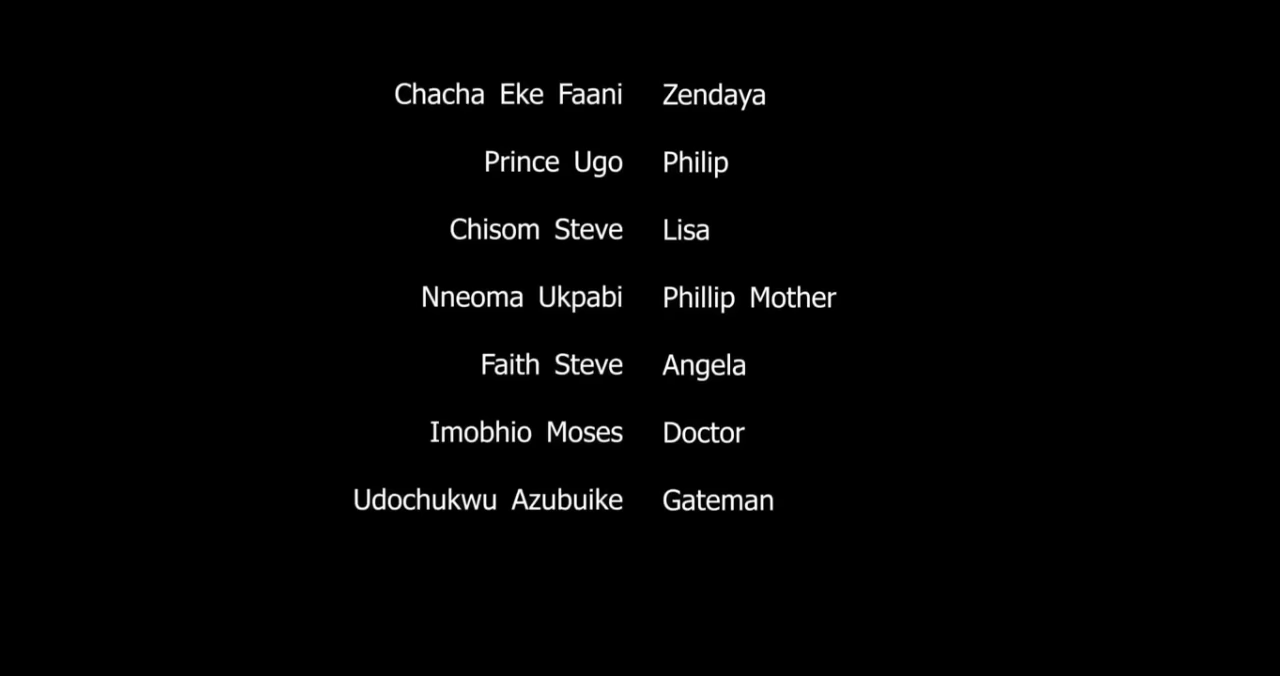 Chacha Eke Faani Zendaya
Prince Ugo Philip
Chisom Steve Lisa
Nneoma Ukpabi Phillip Mother
Faith Steve Angela
Imobhio Moses Doctor
Udochukwu Azubuike Gateman